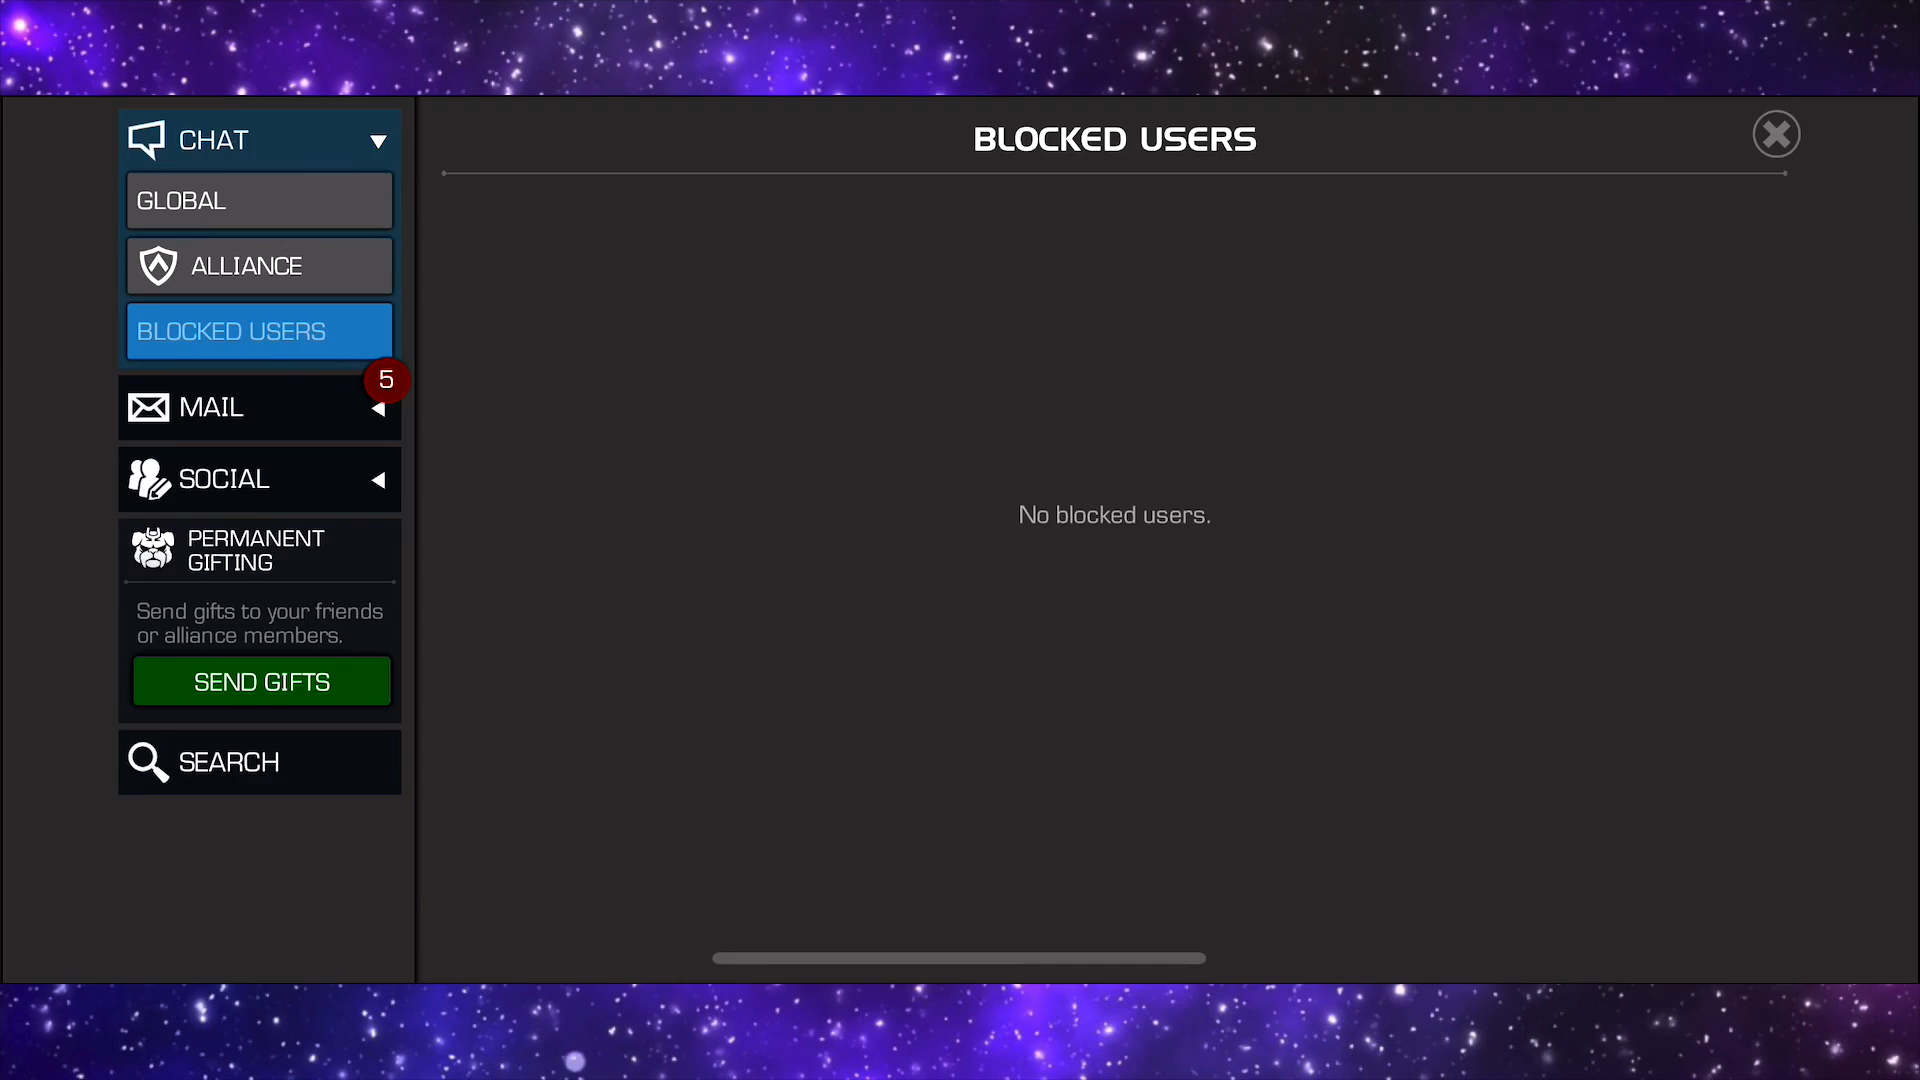 CHAT
GLOBAL
ALLIANCE
BLOCKED USERS
5
MAIL
SOCIAL
PERMANENT
GIFTING
Send gifts to your friends
or alliance members.
SEND GIFTS
SEARCH
BLOCKED USERS
No blocked users.